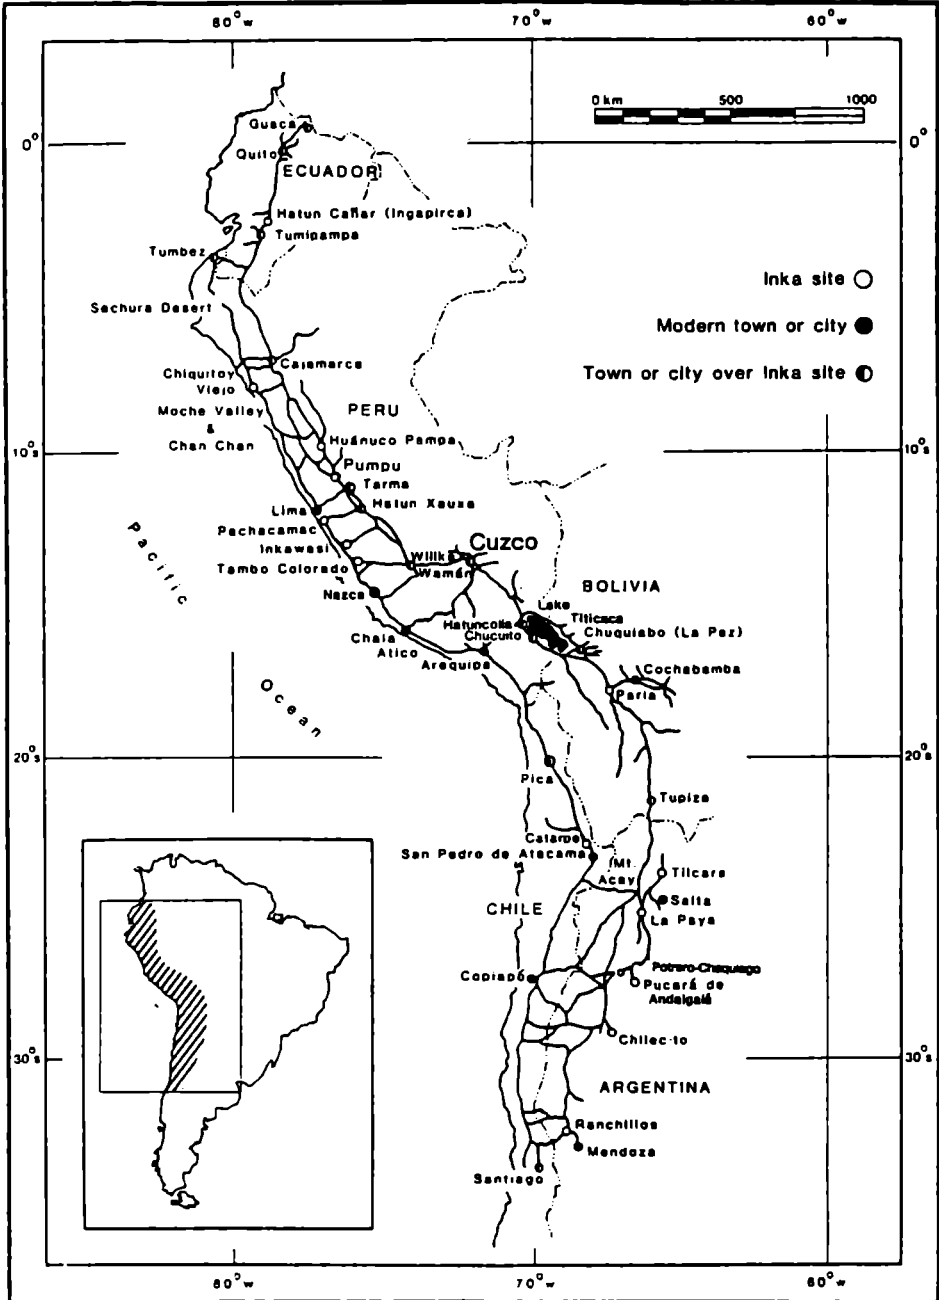 80°w
70°w
60°w
0 km
500
1000
Guaca
0°
0°
Quito
ECUADOR
Hatun Cañar (Ingapirca)
Tumipampa
Tumbez
Inka site
Sechura Desert
Modern town or city
Cajamarca
Chiquitoy
Viejo
Town or city over Inka site
Moche Valley
&
Chan Chan
PERU
Huánuco Pampa
10°s
10°s
Pumpu
Tarma
Hatun Xauxa
Lima
Pachacamac
Inkawasi
Tambo Colorado
Pacific
Ocean
Cuzco
Willka
Wamán
BOLIVIA
Nazca
Lake
Titicaca
Hatuncolla
Chucuito
Chuquiabo (La Paz)
Chala
Atico
Arequipa
Cochabamba
Paria
20°s
20°s
Pica
Tupiza
Catarpe
San Pedro de Atacama
Mt.
Acay
Tilcara
Salta
CHILE
La Paya
Copiapó
Potrero-Chaquiago
Pucará de
Andalgalá
Chilecito
30°s
30°s
ARGENTINA
Ranchillos
Mendoza
Santiago
80°w
70°w
60°w